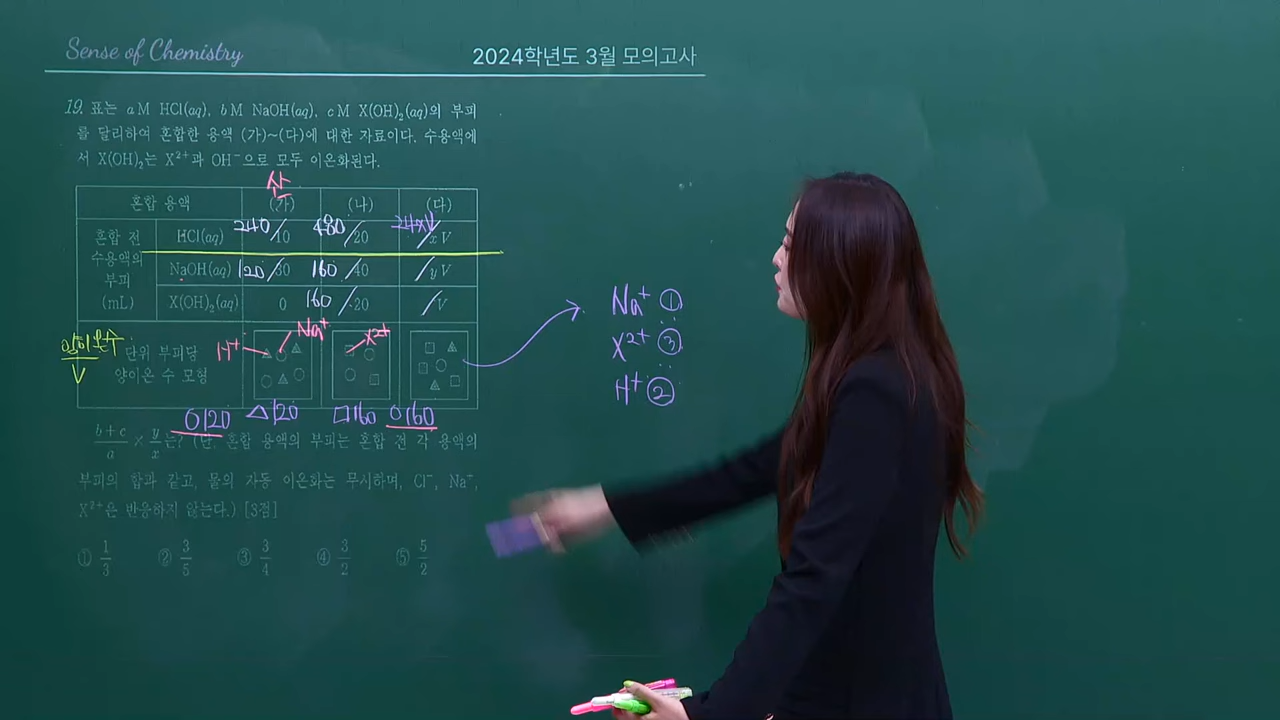 Sense of Chemistry
2024학년도 3월 모의고사
19. 표는 a M HCl(aq), b M NaOH(aq), c M X(OH)₂(aq)의 부피
를 달리하여 혼합한 용액 (가)~(다)에 대한 자료이다. 수용액에
서 X(OH)₂는 X²⁺과 OH⁻으로 모두 이온화된다.
산
혼합 용액 (가) (나) (다)
혼합 전 수용액의 부피 (mL)
HCl(aq) 240/10 480/20 24xV/xV
NaOH(aq) 120/30 160/40 /yV
X(OH)₂(aq) 0 160/20 /V
단위 부피당 양이온 수 모형
H⁺ Na⁺ X²⁺
○120 △120 □160 ○160
(b+c)/a × y/x 는? (단, 혼합 용액의 부피는 혼합 전 각 용액의
부피의 합과 같고, 물의 자동 이온화는 무시하며, Cl⁻, Na⁺,
X²⁺은 반응하지 않는다.) [3점]
① 1/3 ② 3/5 ③ 3/4 ④ 3/2 ⑤ 5/2
Na⁺ ①
X²⁺ ③
H⁺ ②